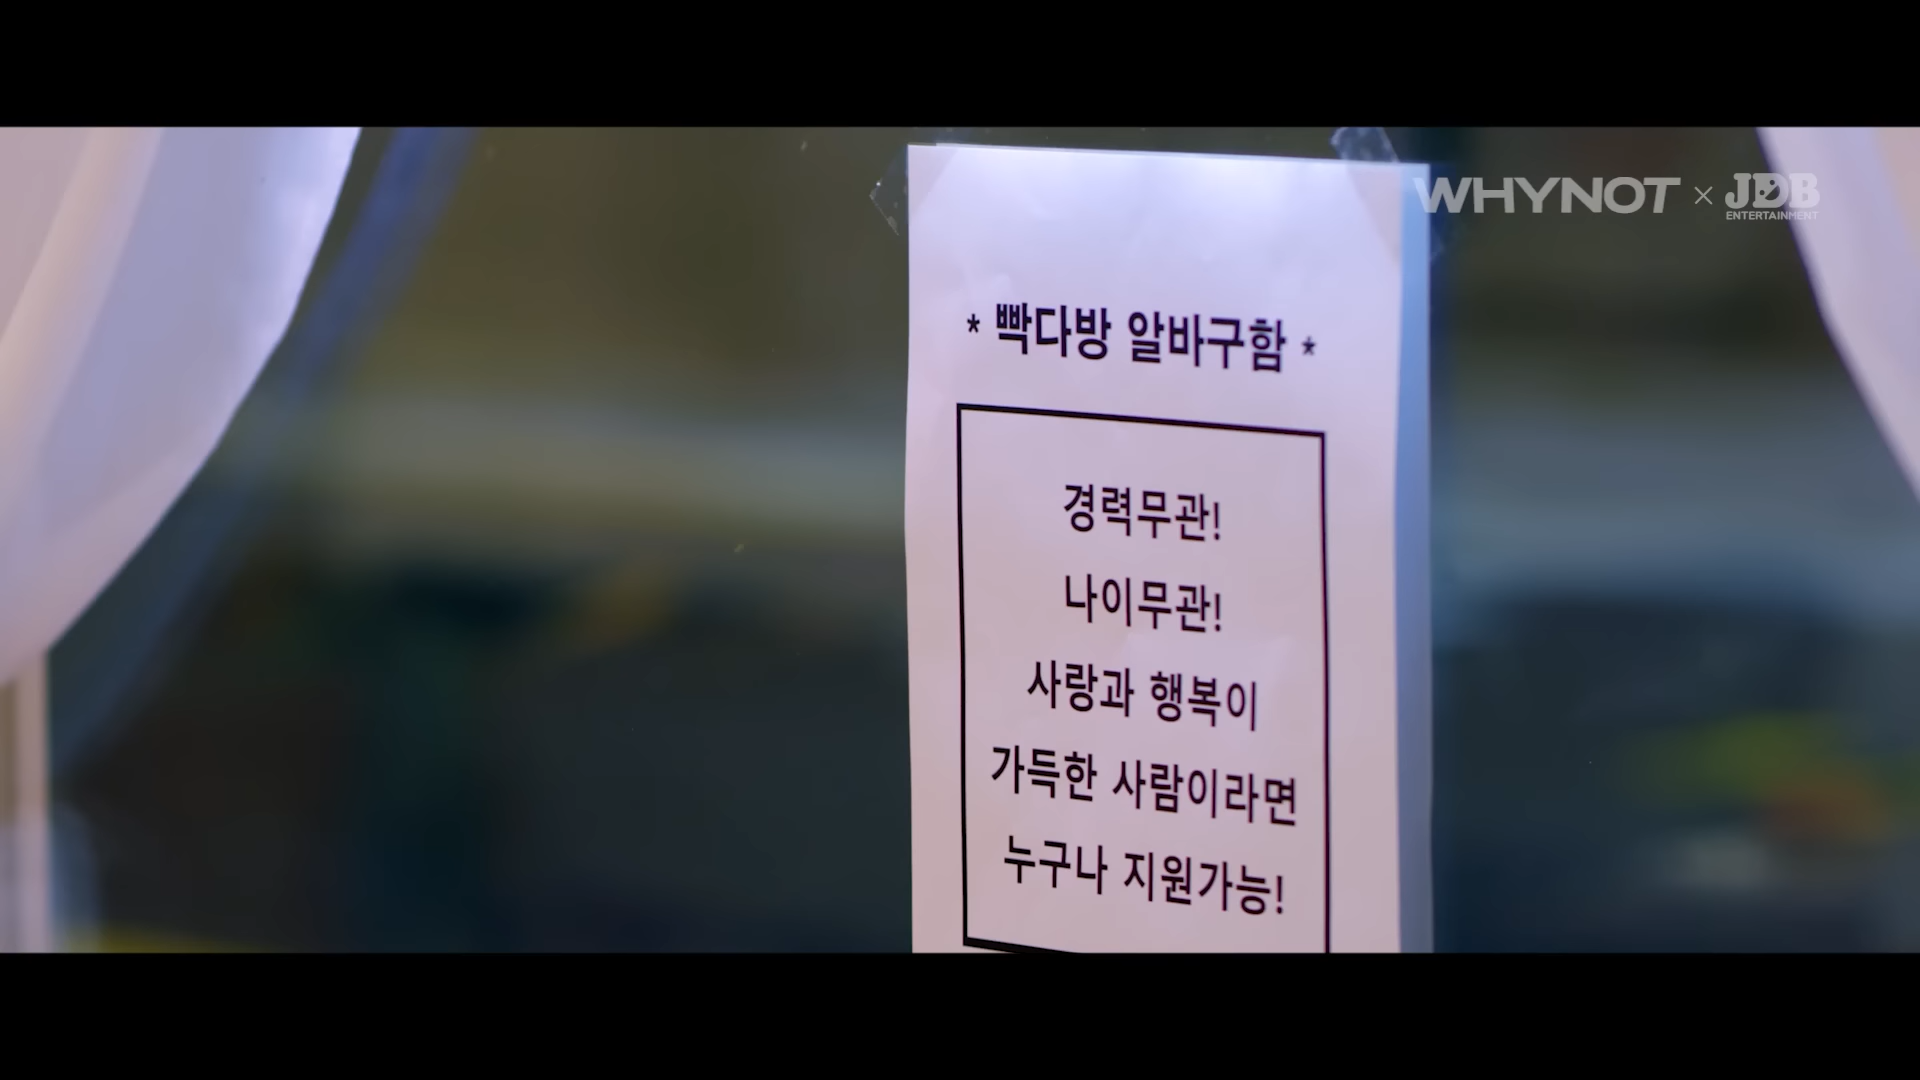 WHYNOT × JDB
ENTERTAINMENT
* 빽다방 알바구함 *
경력무관!
나이무관!
사랑과 행복이
가득한 사람이라면
누구나 지원가능!